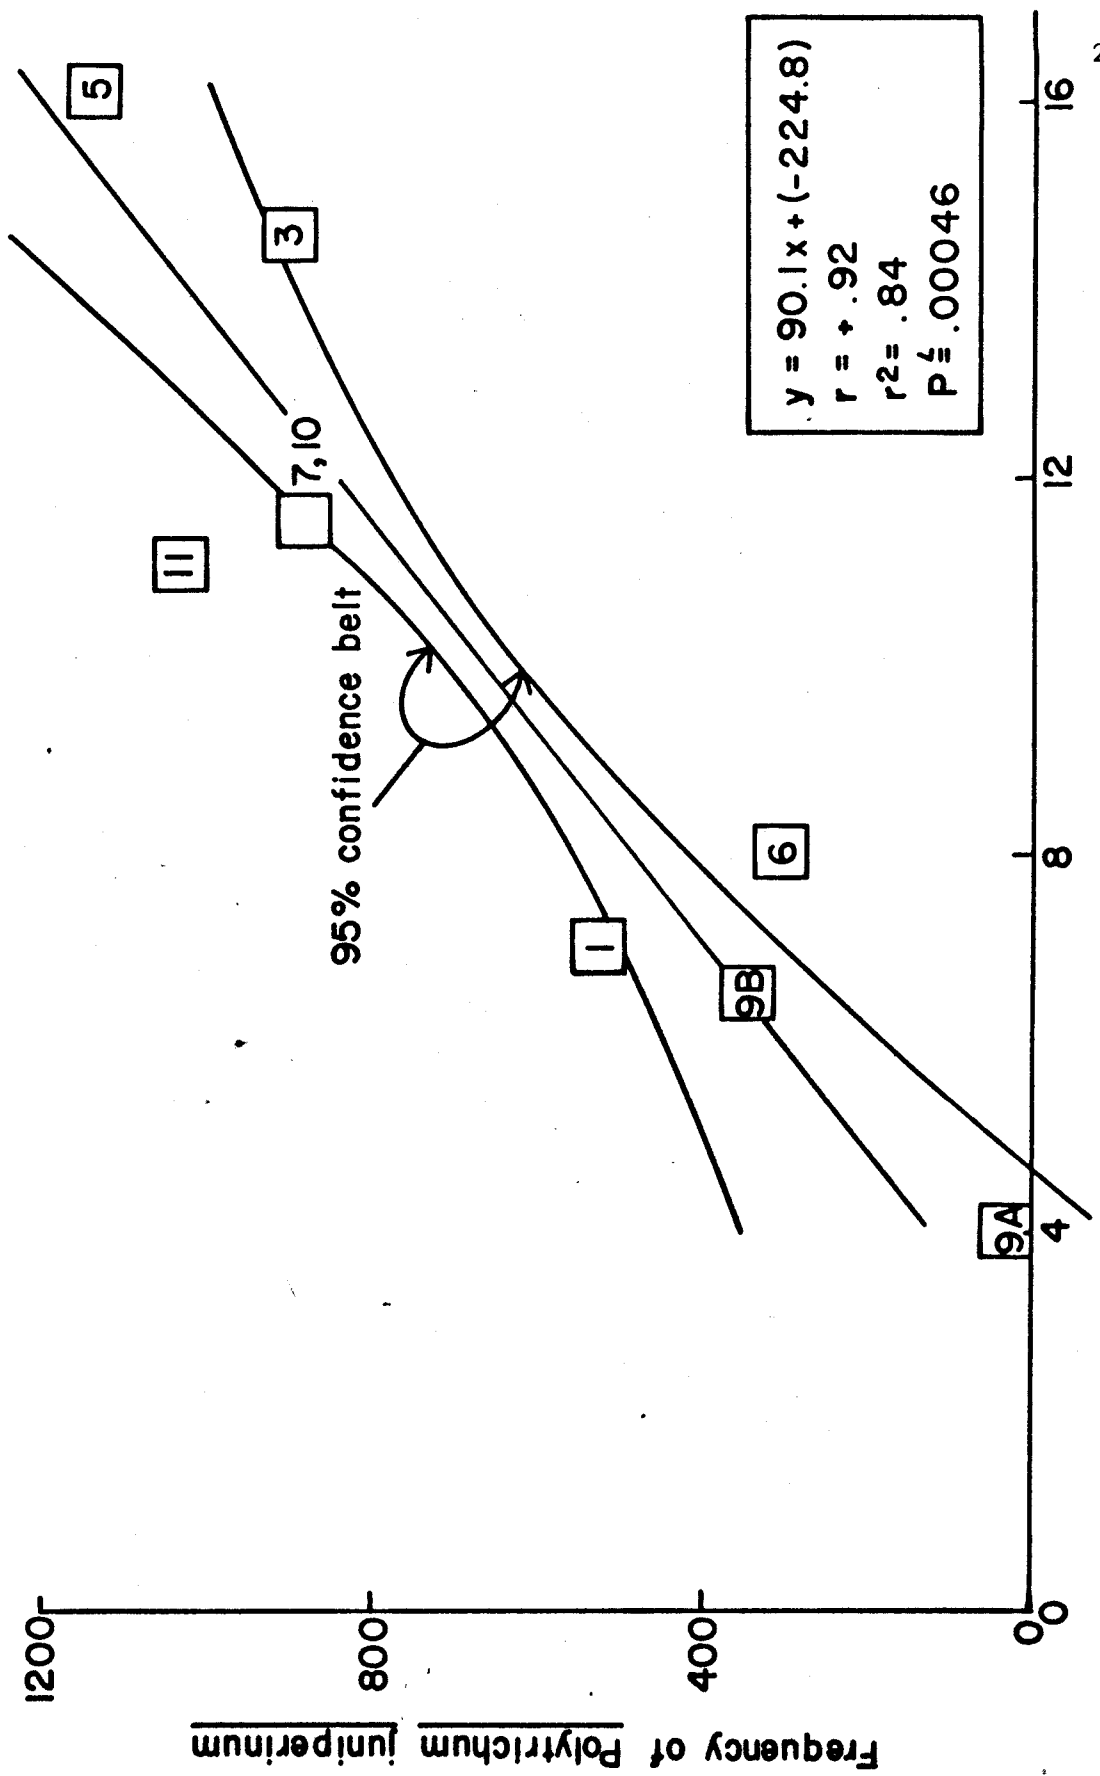 Frequency of Polytrichum juniperinum
1200
800
400
0
0
4
8
12
16
95% confidence belt
11
7,10
5
3
1
9B
6
9A
y = 90.1x + (-224.8)
r = +.92
r² = .84
P ≤ .00046
2